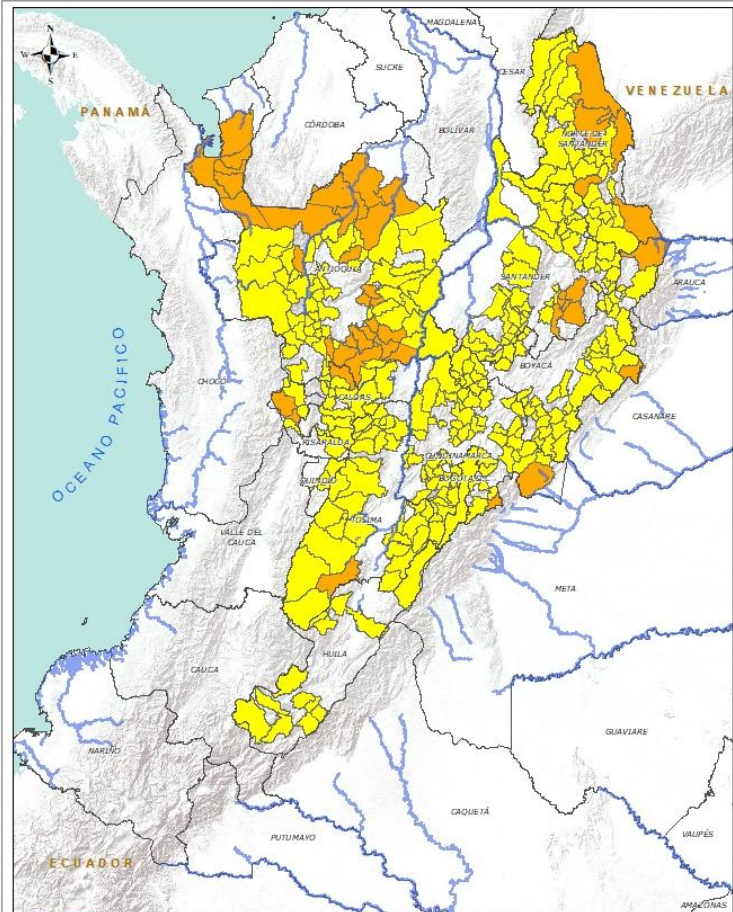 MAGDALENA
N
W E
S
SUCRE
CESAR
VENEZUELA
PANAMÁ
CÓRDOBA
BOLÍVAR
NORTE DE
SANTANDER
ANTIOQUIA
SANTANDER
ARAUCA
BOYACÁ
CHOCÓ
CALDAS
CASANARE
OCEANO PACIFICO
RISARALDA
CUNDINAMARCA
QUINDÍO
BOGOTÁ, D.C.
TOLIMA
VALLE DEL
CAUCA
META
HUILA
CAUCA
GUAVIARE
NARIÑO
CAQUETÁ
PUTUMAYO
VAUPÉS
ECUADOR
AMAZONAS